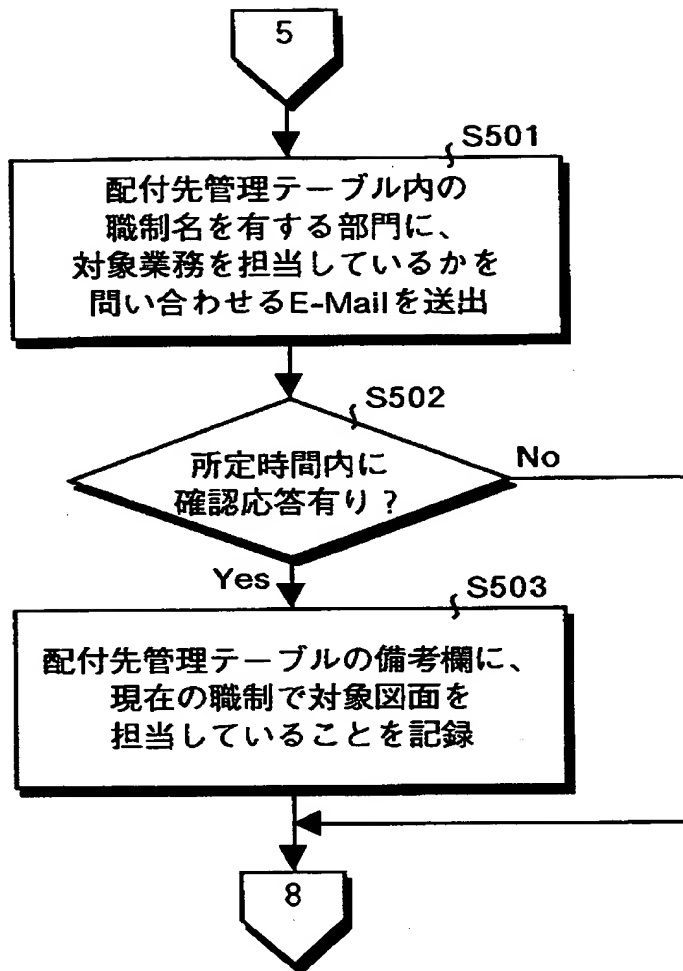 5
S501
配付先管理テーブル内の
職制名を有する部門に、
対象業務を担当しているかを
問い合わせるE-Mailを送出
S502
所定時間内に
確認応答有り?
No
Yes
S503
配付先管理テーブルの備考欄に、
現在の職制で対象図面を
担当していることを記録
8